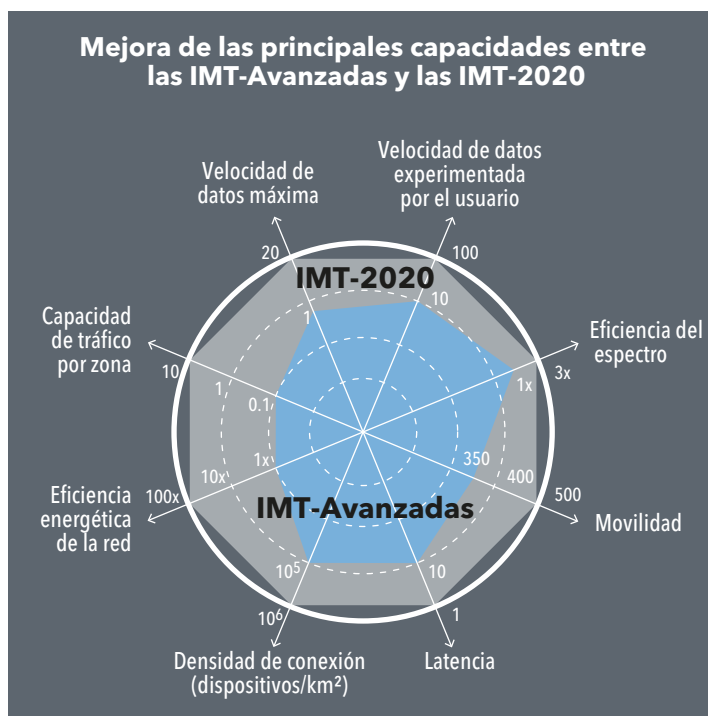 Mejora de las principales capacidades entre
las IMT-Avanzadas y las IMT-2020
Velocidad de
datos máxima
Velocidad de datos
experimentada
por el usuario
20
100
IMT-2020
1
10
Capacidad
de tráfico
por zona
Eficiencia del
espectro
10
1
0.1
1x
3x
Eficiencia
energética
de la red
100x
10x
1x
350
400
500
Movilidad
IMT-Avanzadas
10⁵
10⁶
10
1
Densidad de conexión
(dispositivos/km²)
Latencia